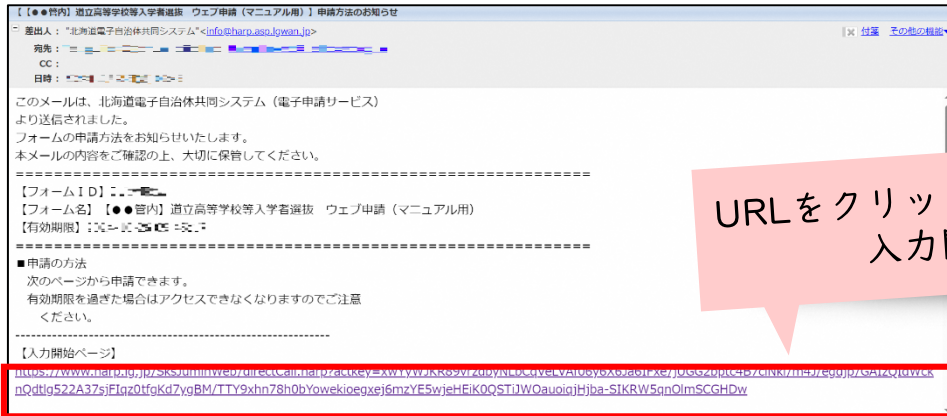 【【●●管内】道立高等学校等入学者選抜　ウェブ申請（マニュアル用）】申請方法のお知らせ
差出人："北海道電子自治体共同システム"<info@harp.asp.lgwan.jp>
付箋　その他の機能▼
宛先：
CC：
日時：
このメールは、北海道電子自治体共同システム（電子申請サービス）
より送信されました。
フォームの申請方法をお知らせいたします。
本メールの内容をご確認の上、大切に保管してください。
==========================================================
【フォームＩＤ】
【フォーム名】【●●管内】道立高等学校等入学者選抜　ウェブ申請（マニュアル用）
【有効期限】
==========================================================
■申請の方法
次のページから申請できます。
有効期限を過ぎた場合はアクセスできなくなりますのでご注意
ください。
------------------------------------------------------------
【入力開始ページ】
URLをクリッ
入力